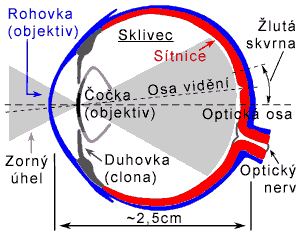 Rohovka
(objektiv)
Sklivec
Žlutá
skvrna
Sítnice
Osa vidění
Čočka
(objektiv)
Optická osa
Zorný
úhel
Duhovka
(clona)
Optický
nerv
~2,5cm